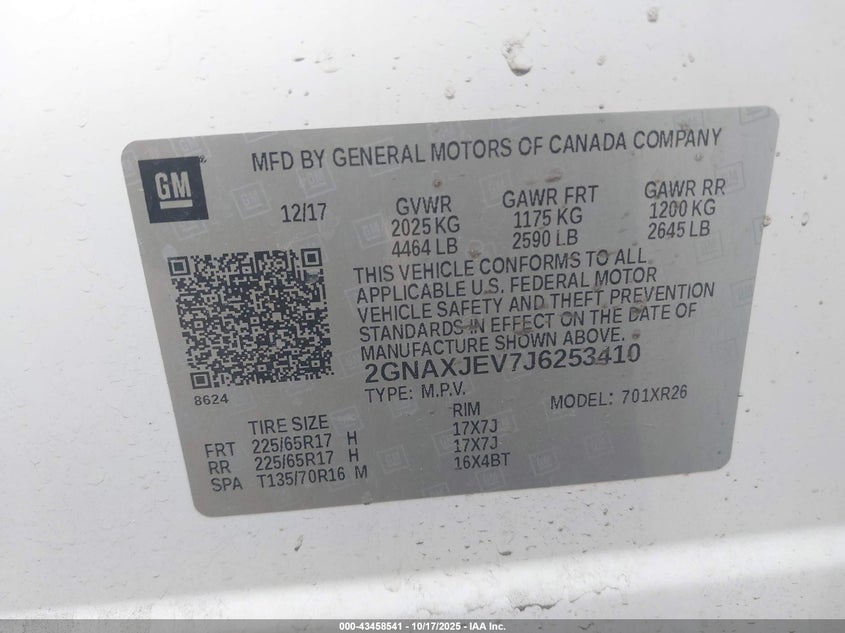 GM
MFD BY GENERAL MOTORS OF CANADA COMPANY
12/17
GVWR
2025 KG
4464 LB
GAWR FRT
1175 KG
2590 LB
GAWR RR
1200 KG
2645 LB
THIS VEHICLE CONFORMS TO ALL
APPLICABLE U.S. FEDERAL MOTOR
VEHICLE SAFETY AND THEFT PREVENTION
STANDARDS IN EFFECT ON THE DATE OF
MANUFACTURE SHOWN ABOVE.
2GNAXJEV7J6253410
TYPE: M.P.V.
MODEL: 701XR26
8624
TIRE SIZE RIM
FRT 225/65R17 H 17X7J
RR 225/65R17 H 17X7J
SPA T135/70R16 M 16X4BT
000-43458541 - 10/17/2025 - IAA Inc.